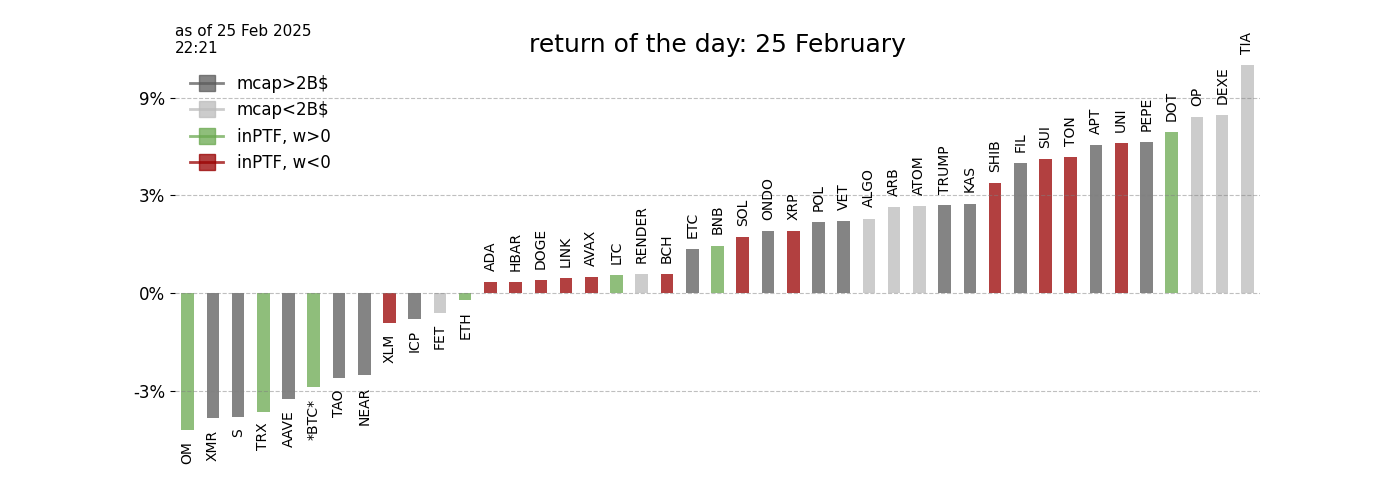 as of 25 Feb 2025
22:21
return of the day: 25 February
mcap>2B$
mcap<2B$
inPTF, w>0
inPTF, w<0
9%
3%
0%
-3%
OM
XMR
S
TRX
AAVE
*BTC*
TAO
NEAR
XLM
ICP
FET
ETH
ADA
HBAR
DOGE
LINK
AVAX
LTC
RENDER
BCH
ETC
BNB
SOL
ONDO
XRP
POL
VET
ALGO
ARB
ATOM
TRUMP
KAS
SHIB
FIL
SUI
TON
APT
UNI
PEPE
DOT
OP
DEXE
TIA